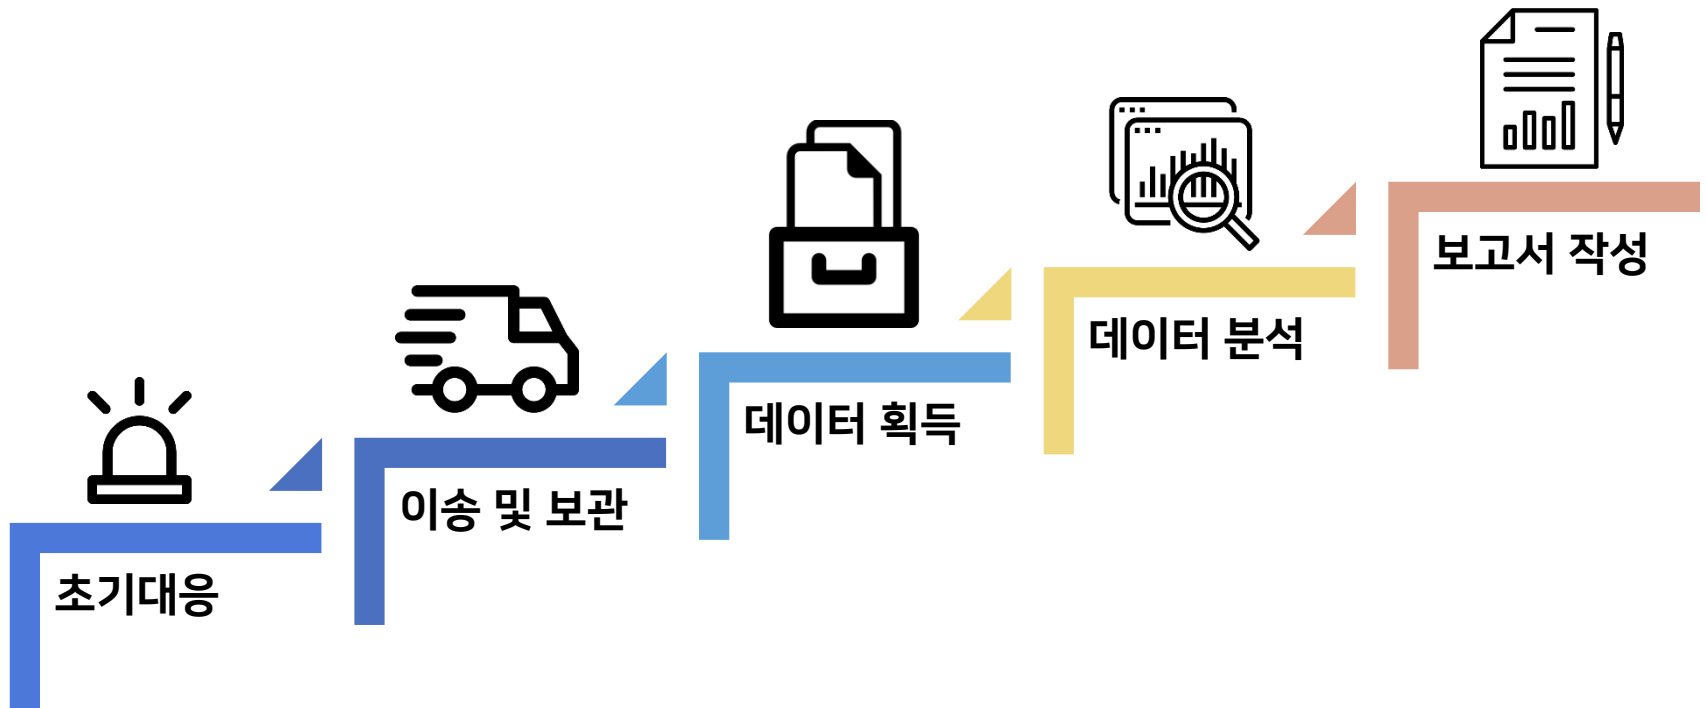 초기대응
이송 및 보관
데이터 획득
데이터 분석
보고서 작성